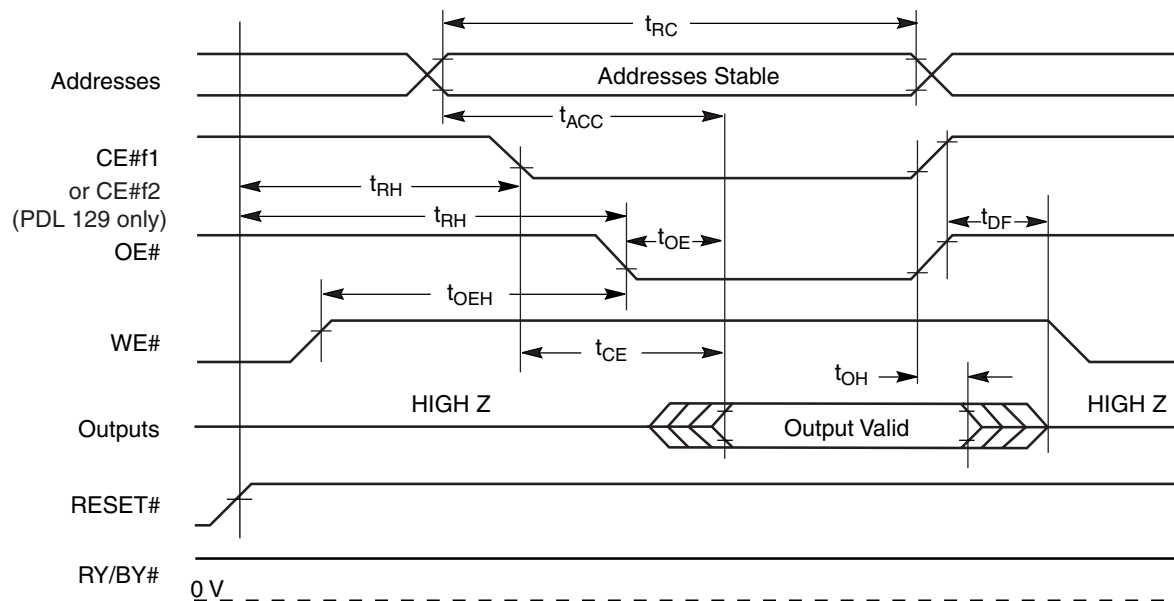 tRC
Addresses
Addresses Stable
tACC
CE#f1
or CE#f2
(PDL 129 only)
tRH
tRH
OE#
tOE
tDF
tOEH
WE#
tCE
tOH
HIGH Z
HIGH Z
Outputs
Output Valid
RESET#
RY/BY#
0 V